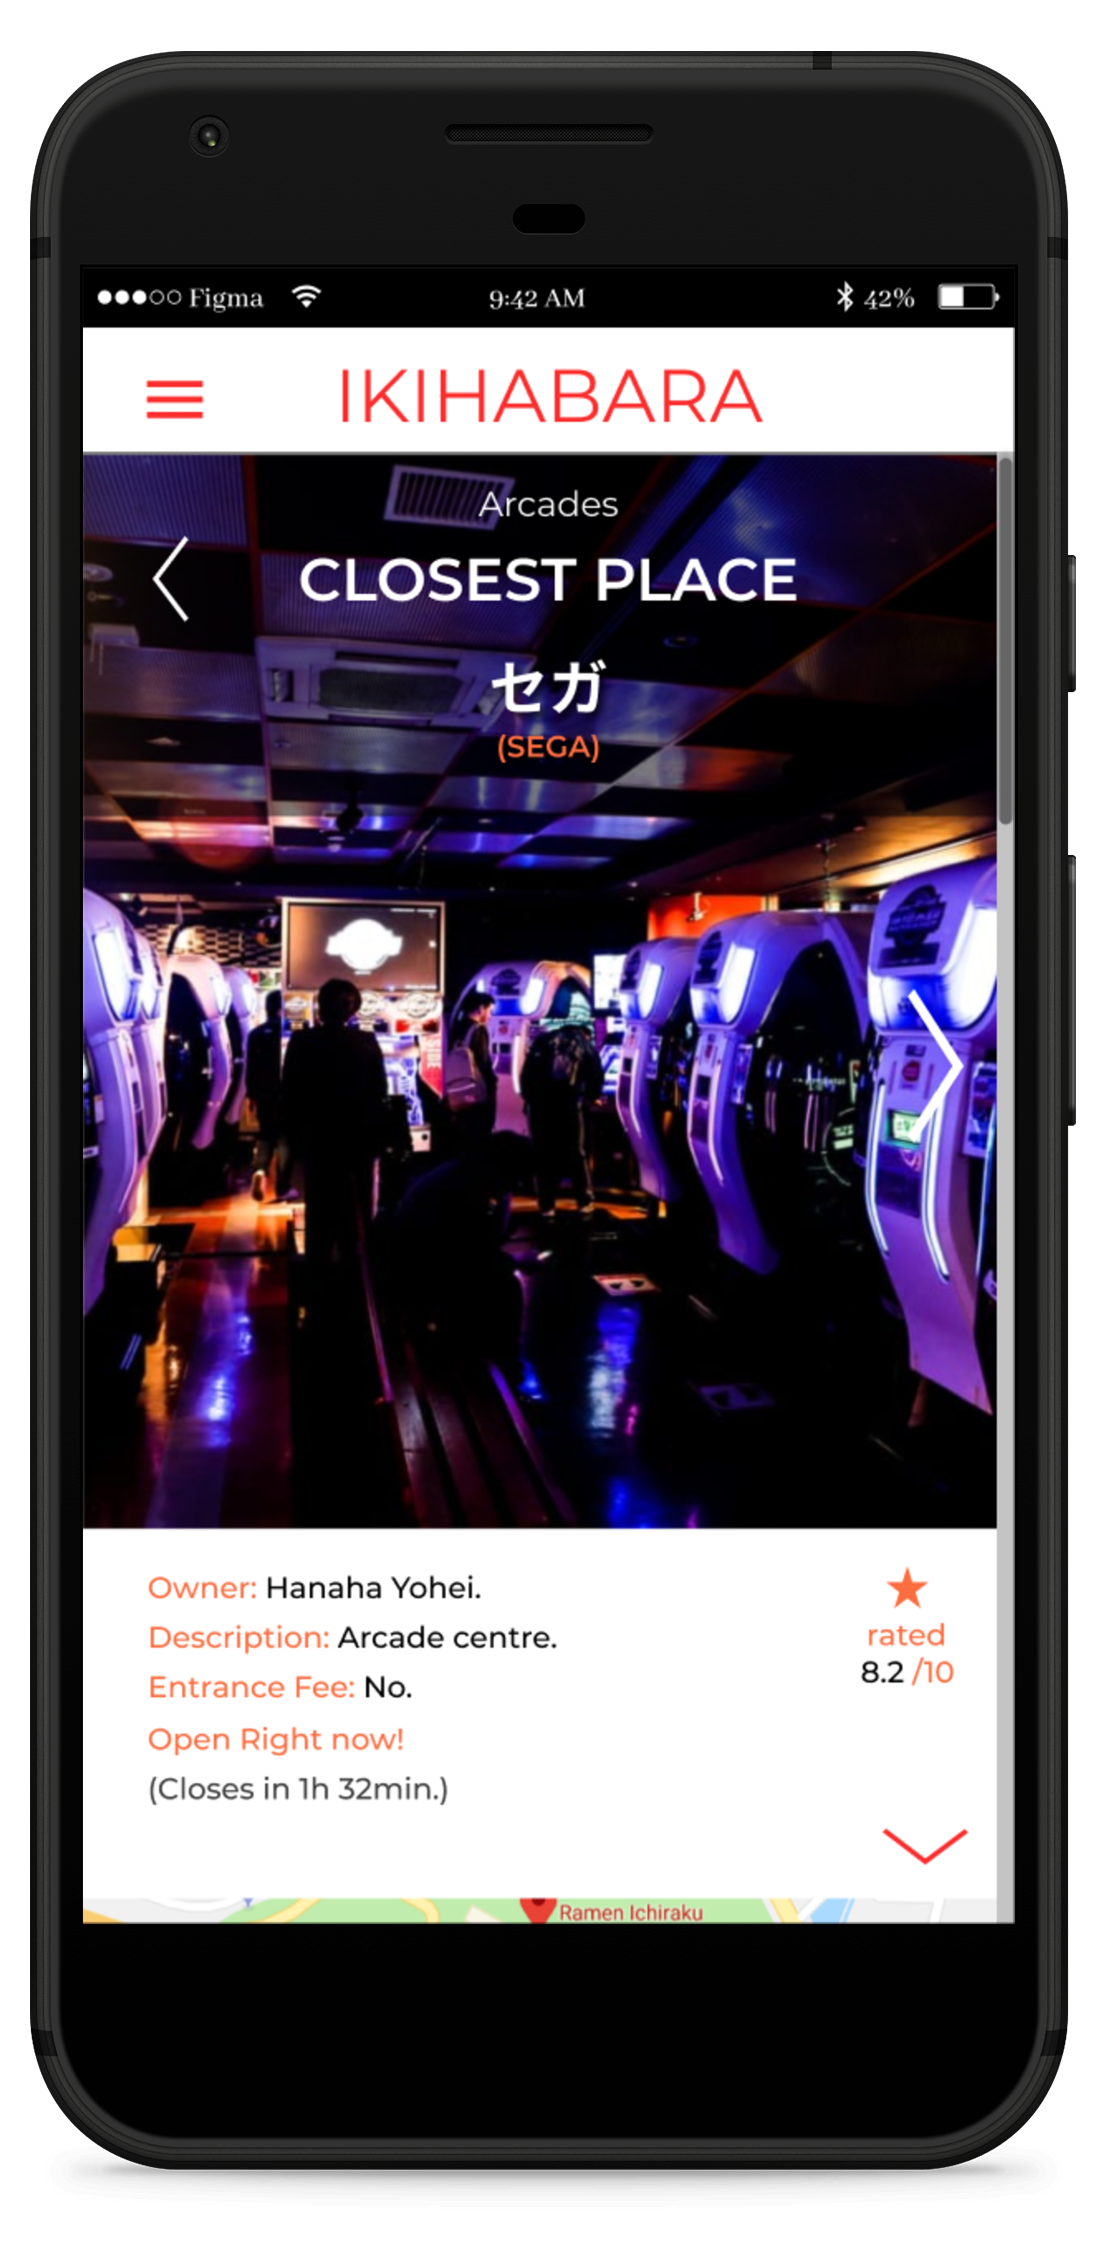 Figma 9:42 AM 42%
IKIHABARA
Arcades
CLOSEST PLACE
セガ
(SEGA)
Owner: Hanaha Yohei.
Description: Arcade centre.
Entrance Fee: No.
Open Right now!
(Closes in 1h 32min.)
rated
8.2 /10
Ramen Ichiraku